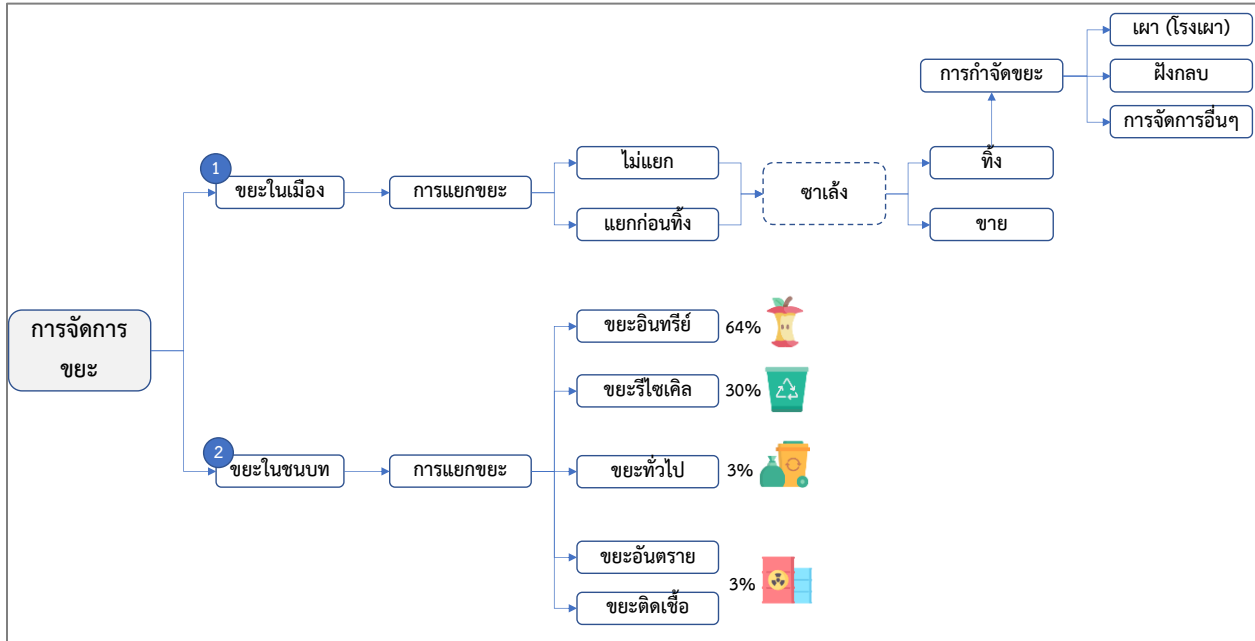 เผา (โรงเผา)
การกำจัดขยะ
ฝังกลบ
การจัดการอื่นๆ
1
ขยะในเมือง
การแยกขยะ
ไม่แยก
แยกก่อนทิ้ง
ซาเล้ง
ทิ้ง
ขาย
การจัดการ
ขยะ
2
ขยะในชนบท
การแยกขยะ
ขยะอินทรีย์ 64%
ขยะรีไซเคิล 30%
ขยะทั่วไป 3%
ขยะอันตราย
3%
ขยะติดเชื้อ